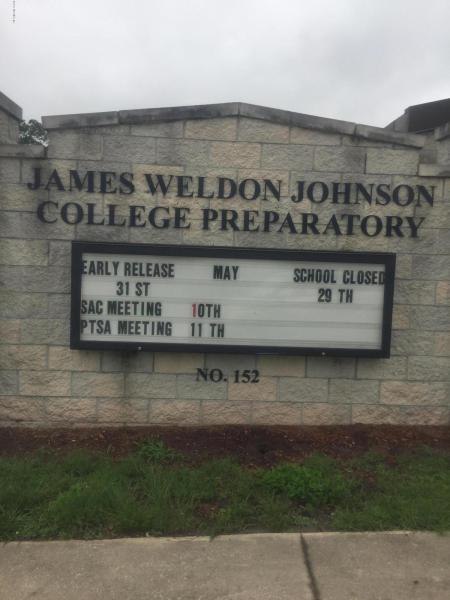 JAMES WELDON JOHNSON
COLLEGE PREPARATORY
EARLY RELEASE MAY SCHOOL CLOSED
31 ST 29 TH
SAC MEETING 10TH
PTSA MEETING 11 TH
NO. 152